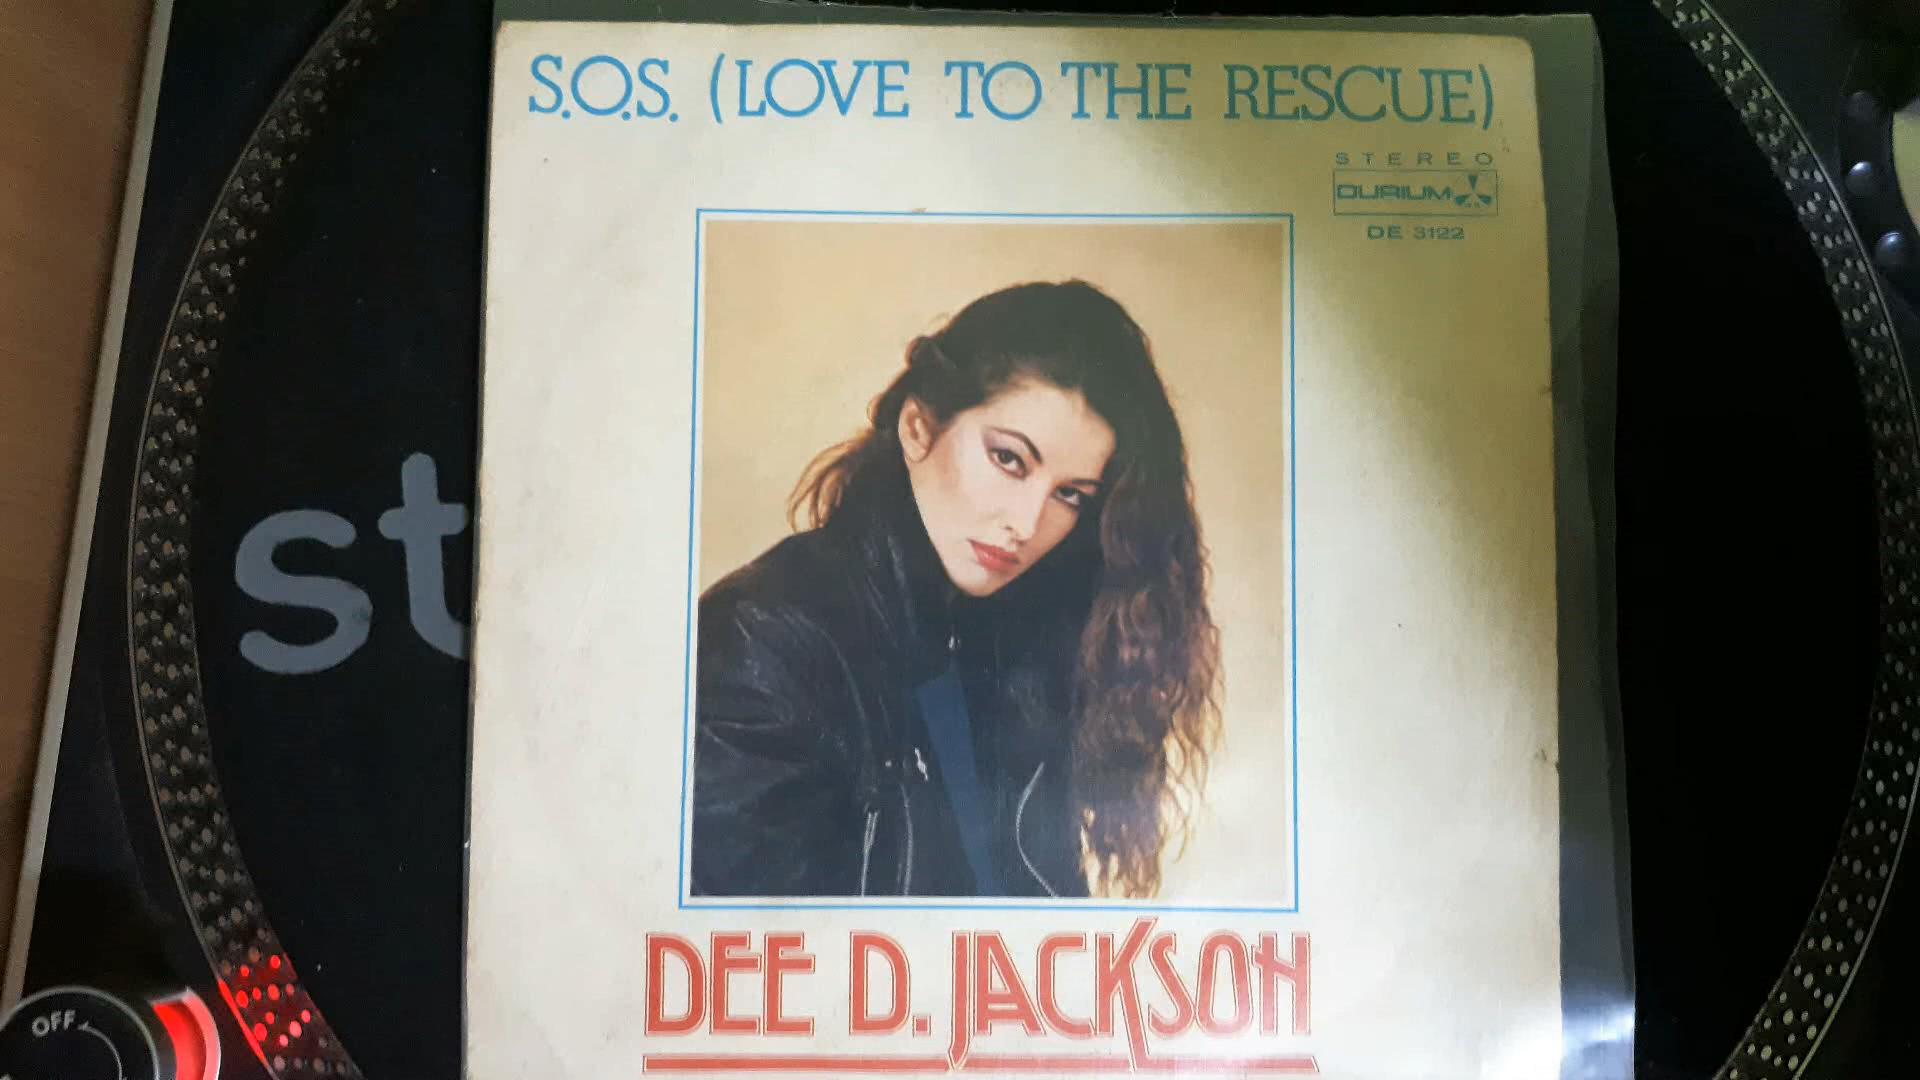 S.O.S. (LOVE TO THE RESCUE)
STEREO
DURIUM
DE 3122
st
DEE D. JACKSON
OFF